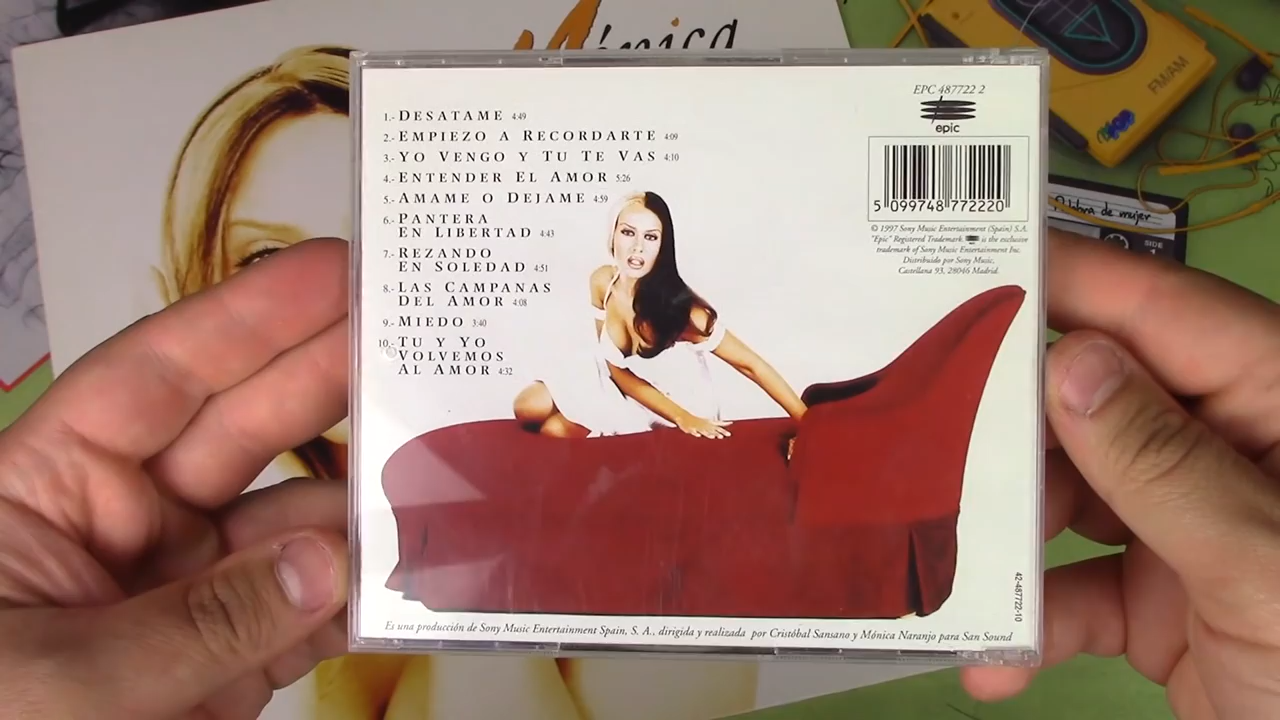 Mónica
FM/AM
EPC 487722 2
epic
1.- DESATAME 4:49
2.- EMPIEZO A RECORDARTE 4:09
3.- YO VENGO Y TU TE VAS 4:10
4.- ENTENDER EL AMOR 5:26
5.- AMAME O DEJAME 4:59
6.- PANTERA
EN LIBERTAD 4:43
7.- REZANDO
EN SOLEDAD 4:51
8.- LAS CAMPANAS
DEL AMOR 4:08
9.- MIEDO 3:40
10.- TU Y YO
VOLVEMOS
AL AMOR 4:32
5 099748 772220
© 1997 Sony Music Entertainment (Spain) S.A.
"Epic" Registered Trademark. is the exclusive
trademark of Sony Music Entertainment Inc.
Distribuido por Sony Music,
Castellana 93, 28046 Madrid.
Palabra de mujer
SIDE
42-487722-10
Es una producción de Sony Music Entertainment Spain, S. A., dirigida y realizada por Cristóbal Sansano y Mónica Naranjo para San Sound